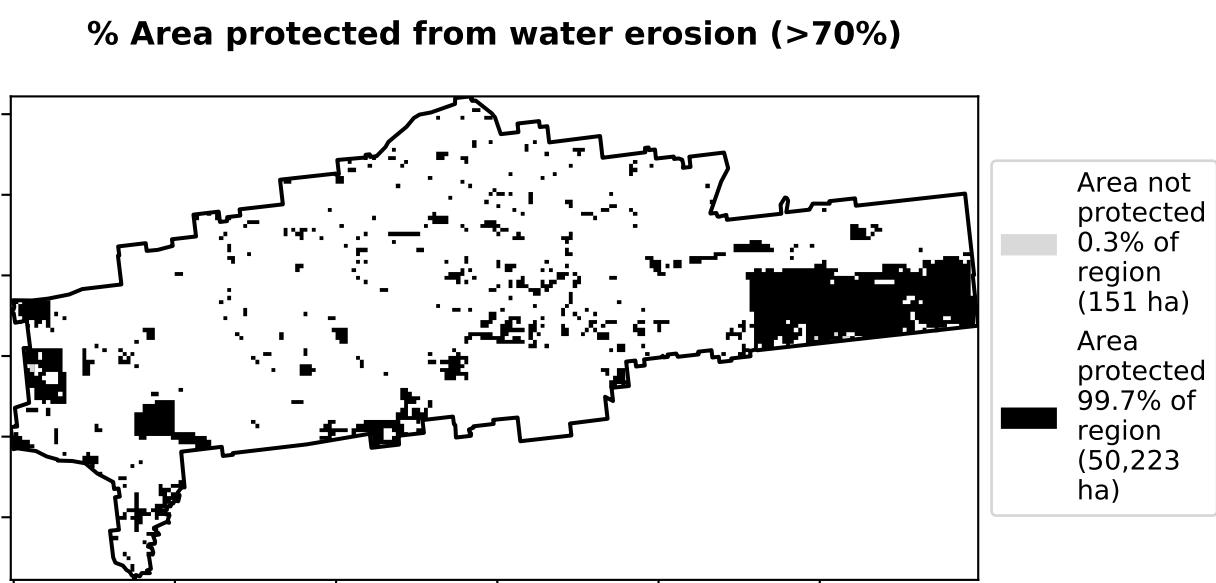 % Area protected from water erosion (>70%)
Area not
protected
0.3% of
region
(151 ha)
Area
protected
99.7% of
region
(50,223
ha)